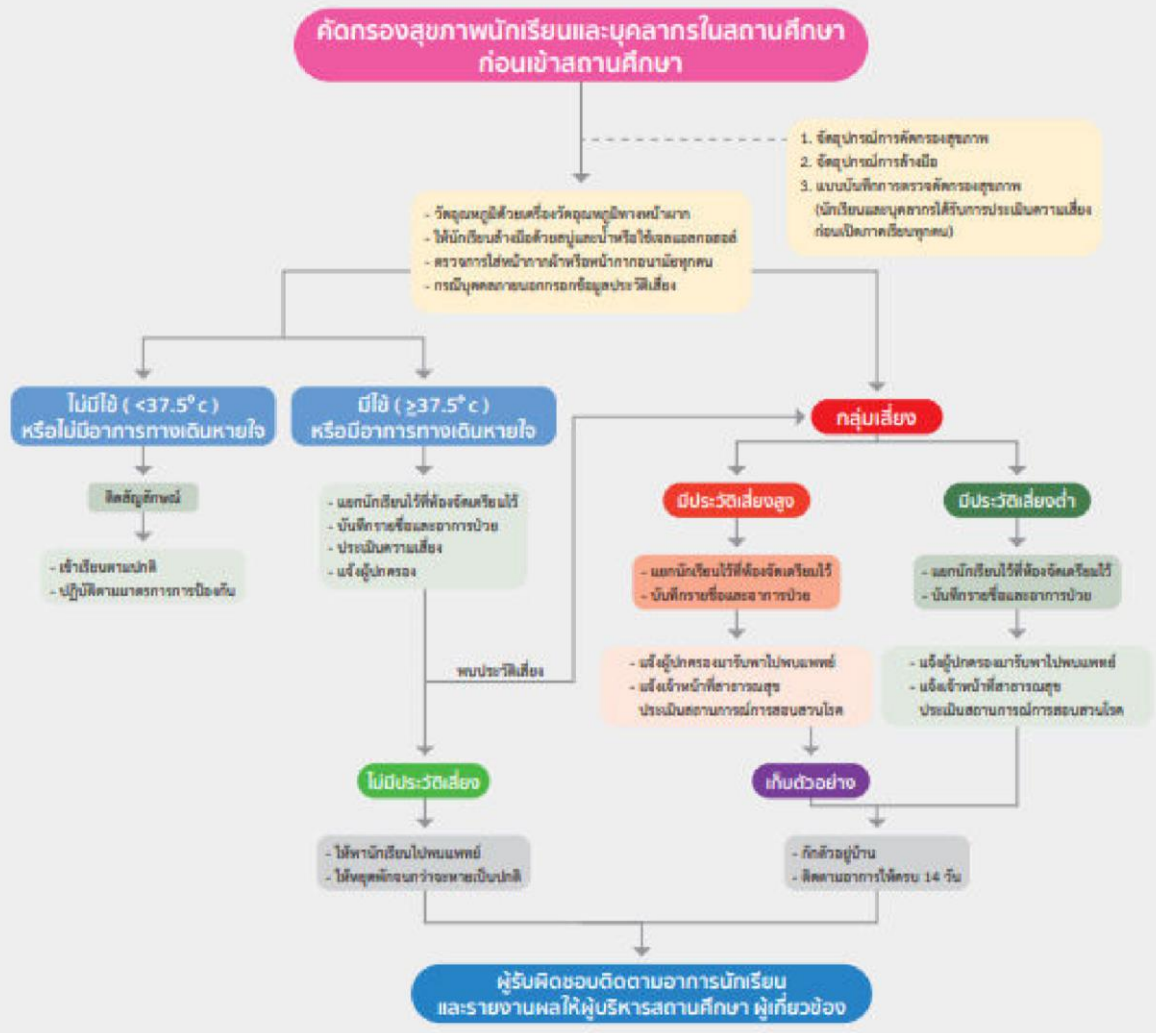 คัดกรองสุขภาพนักเรียนและบุคลากรในสถานศึกษา
ก่อนเข้าสถานศึกษา
1. จัดอุปกรณ์การคัดกรองสุขภาพ
2. จัดอุปกรณ์การล้างมือ
3. แบบบันทึกการตรวจคัดกรองสุขภาพ
(นักเรียนและบุคลากรได้รับการประเมินความเสี่ยง
ก่อนเปิดภาคเรียนทุกคน)
- วัดอุณหภูมิด้วยเครื่องวัดอุณหภูมิทางหน้าผาก
- ให้นักเรียนล้างมือด้วยสบู่และน้ำหรือใช้เจลแอลกอฮอล์
- ตรวจการใส่หน้ากากผ้าหรือหน้ากากอนามัยทุกคน
- กรณีบุคคลภายนอกกรอกข้อมูลประวัติเสี่ยง
ไม่มีไข้ ( <37.5° c )
หรือไม่มีอาการทางเดินหายใจ
มีไข้ ( ≥37.5° c )
หรือมีอาการทางเดินหายใจ
กลุ่มเสี่ยง
ติดสัญลักษณ์
- เข้าเรียนตามปกติ
- ปฏิบัติตามมาตรการการป้องกัน
- แยกนักเรียนไว้ที่ห้องจัดเตรียมไว้
- บันทึกรายชื่อและอาการป่วย
- ประเมินความเสี่ยง
- แจ้งผู้ปกครอง
มีประวัติเสี่ยงสูง
มีประวัติเสี่ยงต่ำ
- แยกนักเรียนไว้ที่ห้องจัดเตรียมไว้
- บันทึกรายชื่อและอาการป่วย
- แยกนักเรียนไว้ที่ห้องจัดเตรียมไว้
- บันทึกรายชื่อและอาการป่วย
พบประวัติเสี่ยง
- แจ้งผู้ปกครองมารับพาไปพบแพทย์
- แจ้งเจ้าหน้าที่สาธารณสุข
ประเมินสถานการณ์การสอบสวนโรค
- แจ้งผู้ปกครองมารับพาไปพบแพทย์
- แจ้งเจ้าหน้าที่สาธารณสุข
ประเมินสถานการณ์การสอบสวนโรค
ไม่มีประวัติเสี่ยง
เก็บตัวอย่าง
- ให้พานักเรียนไปพบแพทย์
- ให้หยุดพักจนกว่าจะหายเป็นปกติ
- กักตัวอยู่บ้าน
- ติดตามอาการให้ครบ 14 วัน
ผู้รับผิดชอบติดตามอาการนักเรียน
และรายงานผลให้ผู้บริหารสถานศึกษา ผู้เกี่ยวข้อง